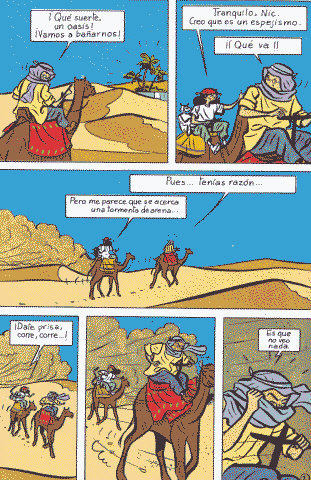 ¡Qué suerte,
un oasis!
¡Vamos a bañarnos!
Tranquilo, Nic.
Creo que es un espejismo.
¡¡Qué va!!
Pues... Tenías razón...
Pero me parece que se acerca
una tormenta de arena...
¡Date prisa,
corre, corre...!
Es que
no veo
nada.